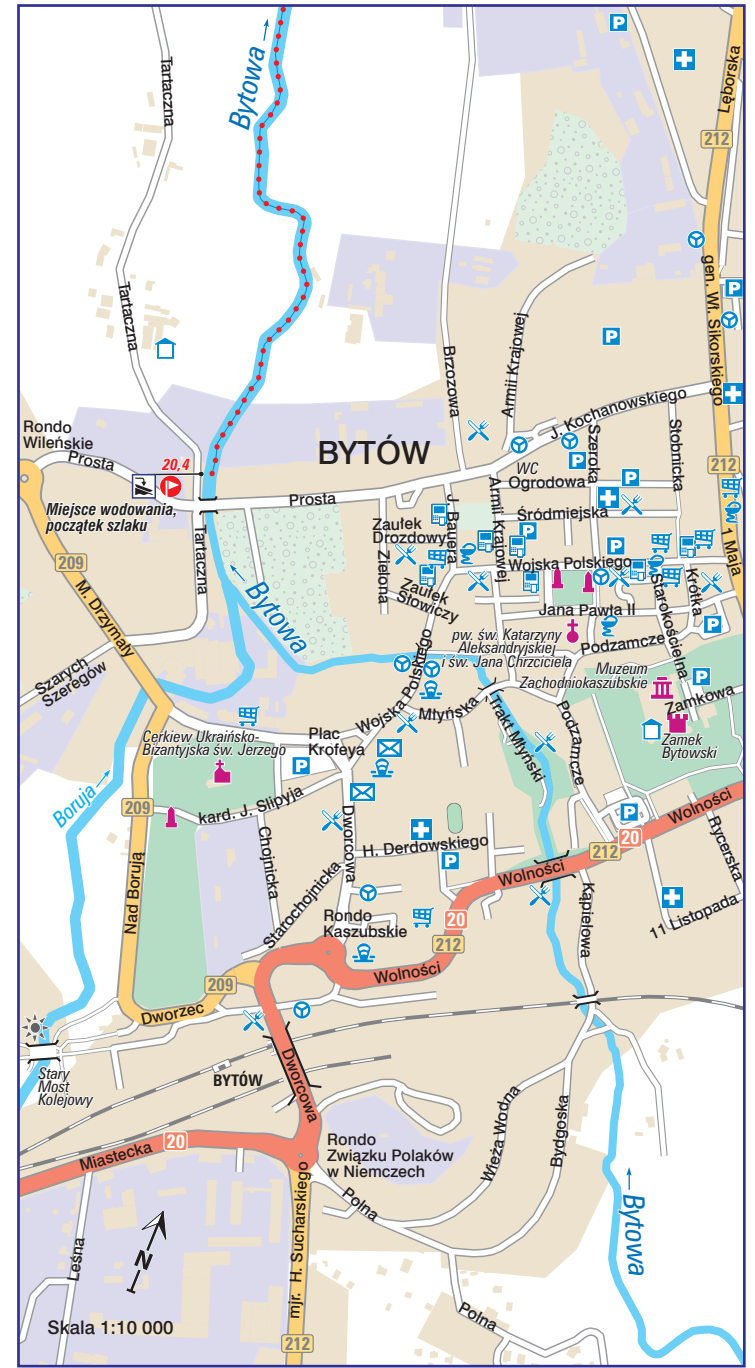 Bytowa →
Tartaczna
Lęborska
212
gen. Wł. Sikorskiego
Tartaczna
Brzozowa
Armii Krajowej
J. Kochanowskiego
Rondo
Wileńskie
Prosta
20,4
BYTÓW
Szeroka
Stobnicka
212
WC
Ogrodowa
Miejsce wodowania,
początek szlaku
Prosta
J. Bauera
Armii Krajowej
Śródmiejska
1 Maja
Tartaczna
Zaułek
Drozdowy
Zielona
Zaułek
Słowiczy
Wojska Polskiego
209
M. Drzymały
← Bytowa
Jana Pawła II
Starokościelna
Krótka
pw. św. Katarzyny
Aleksandryjskiej
i św. Jana Chrzciciela
Podzamcze
Muzeum
Zachodniokaszubskie
Zamkowa
Szarych
Szeregów
Wojska Polskiego
Młyńska
Trakt Młyński
Podzamcze
Zamek
Bytowski
Cerkiew Ukraińsko-
Bizantyjska św. Jerzego
Plac
Krofeya
Boruja →
209
kard. J. Slipyja
Chojnicka
Dworcowa
H. Derdowskiego
Wolności
20
212
Rycerska
Nad Borują
Starochojnicka
Rondo
Kaszubskie
Wolności
20
212
Kąpielowa
11 Listopada
Wolności
209
Dworzec
Stary
Most
Kolejowy
BYTÓW
Dworcowa
Miastecka
20
Rondo
Związku Polaków
w Niemczech
Wieża Wodna
Bydgoska
Polna
← Bytowa
mjr. H. Sucharskiego
Leśna
N
Polna
Skala 1:10 000
212
P
P
P
P
P
P
P
P
P
P
P
P
P